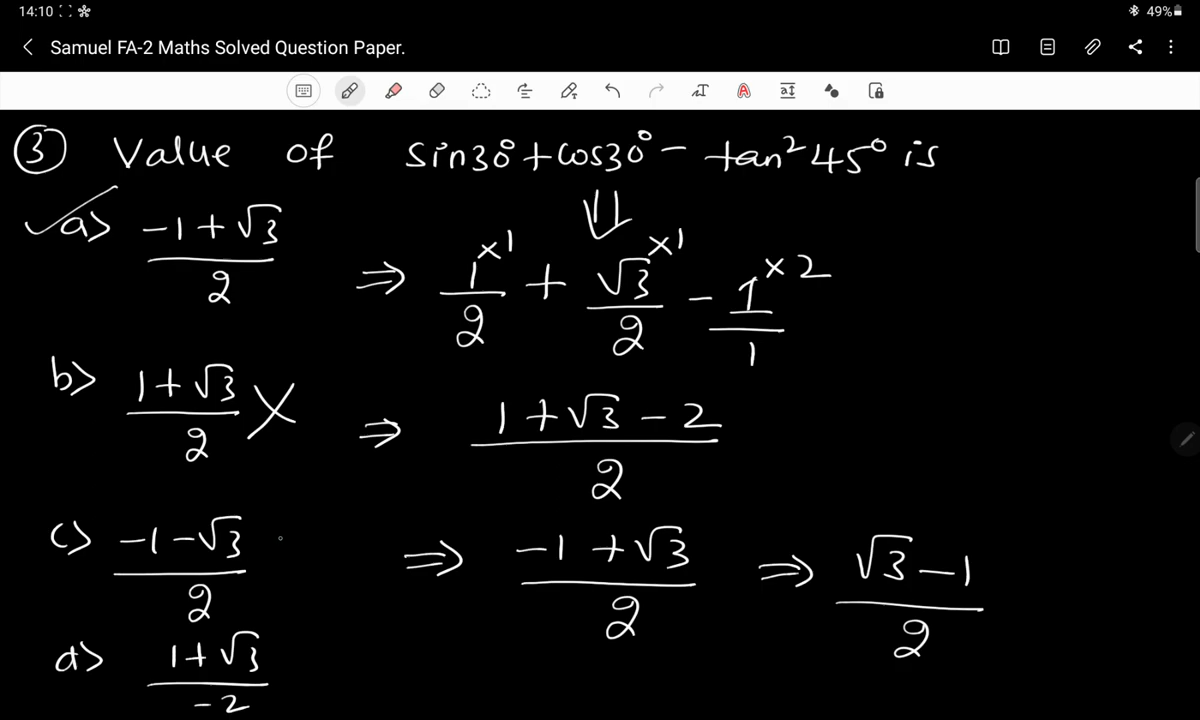 14:10
49%
Samuel FA-2 Maths Solved Question Paper.
③ Value of sin30°+cos30° - tan²45° is
a> (-1+√3)/2
⇒ 1^×1/2 + √3^×1/2 - 1^×2/1
b> (1+√3)/2 X
⇒ (1+√3-2)/2
c> (-1-√3)/2
⇒ (-1+√3)/2 ⇒ (√3-1)/2
d> (1+√3)/-2